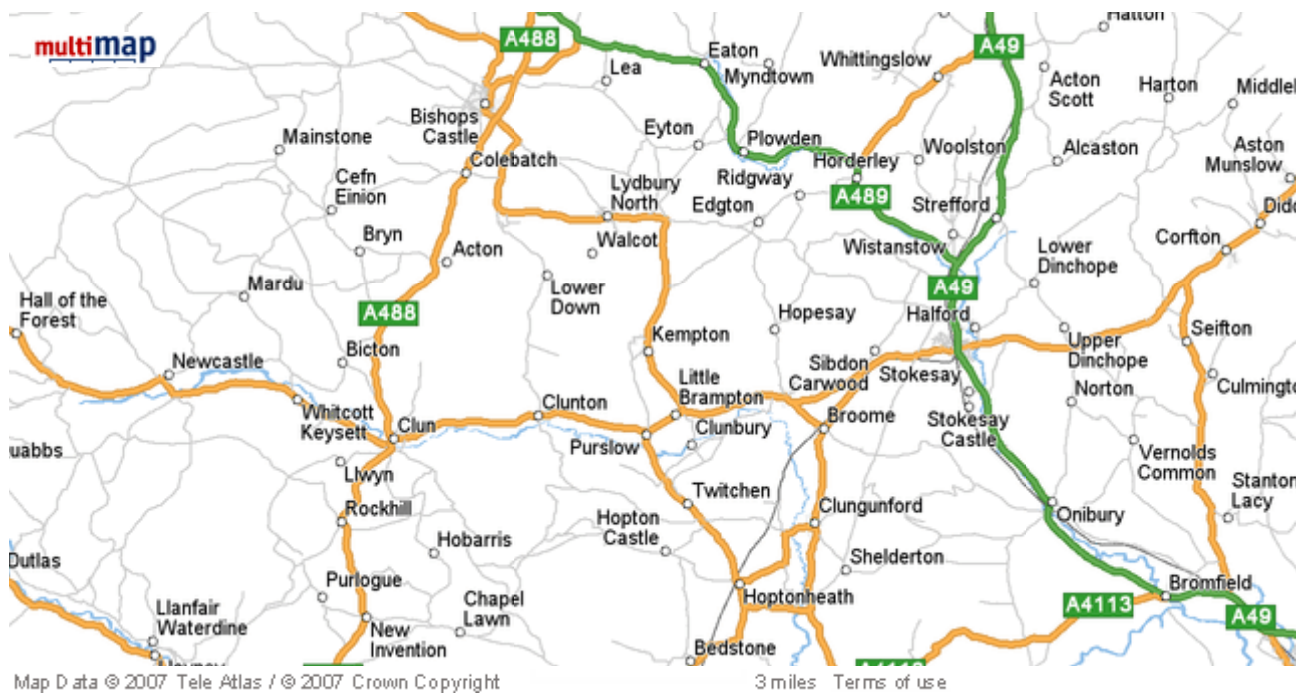 multimap
A488
A49
Hatton
Eaton
Myndtown
Whittingslow
Lea
Acton
Scott
Harton
Bishops
Castle
Mainstone
Eyton
Plowden
Woolston
Alcaston
Aston
Munslow
Colebatch
Horderley
Cefn
Einion
Lydbury
North
Ridgway
A489
Strefford
Edgton
Bryn
Acton
Walcot
Wistanstow
Lower
Dinchope
Corfton
Mardu
Lower
Down
A49
Hall of the
Forest
A488
Hopesay
Halford
Kempton
Upper
Dinchope
Seifton
Newcastle
Bicton
Sibdon
Carwood
Stokesay
Norton
Little
Brampton
Whitcott
Keysett
Clun
Clunton
Broome
Stokesay
Castle
Purslow
Clunbury
Vernolds
Common
Llwyn
Twitchen
Stanton
Lacy
Rockhill
Clungunford
Onibury
Hopton
Castle
Hobarris
Shelderton
Purlogue
Hoptonheath
Bromfield
A4113
Llanfair
Waterdine
Chapel
Lawn
A49
New
Invention
Bedstone
Map Data © 2007 Tele Atlas / © 2007 Crown Copyright
3 miles Terms of use